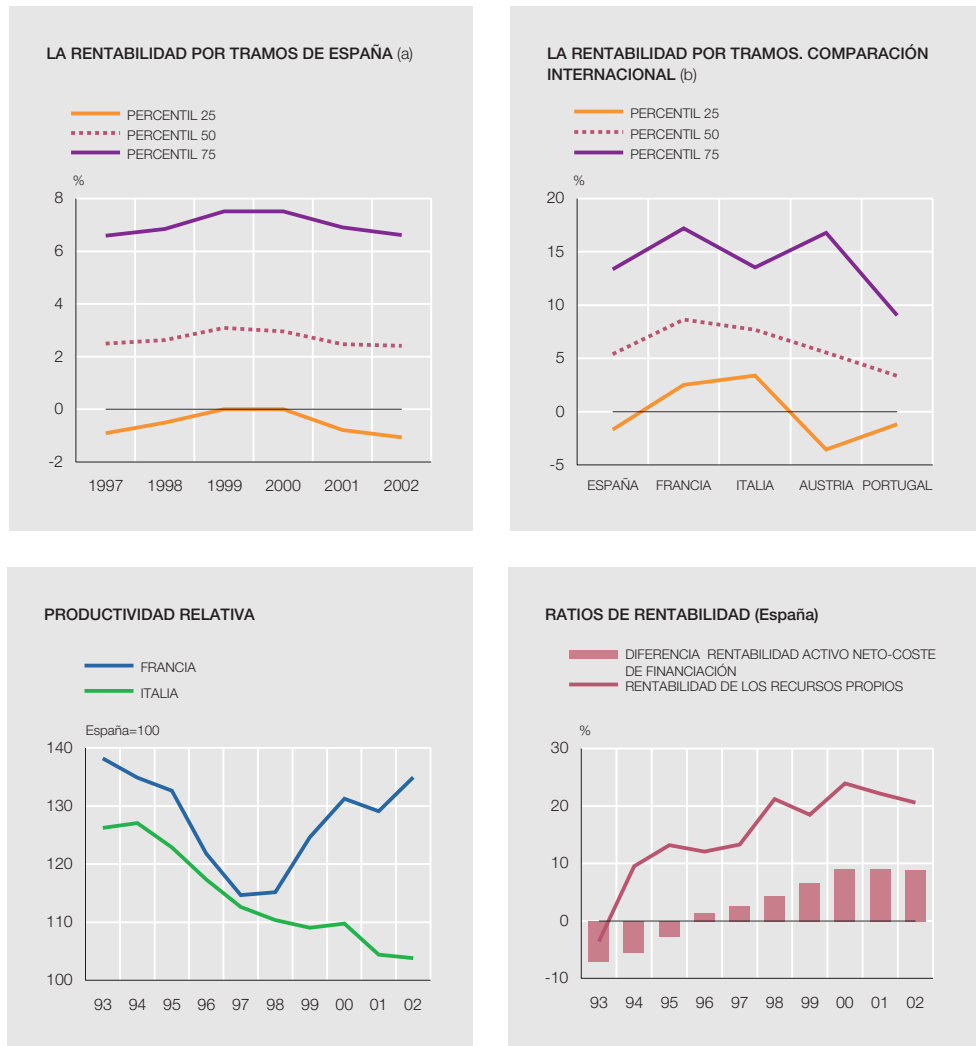 LA RENTABILIDAD POR TRAMOS DE ESPAÑA (a)
PERCENTIL 25
PERCENTIL 50
PERCENTIL 75
%
8
6
4
2
0
-2
1997 1998 1999 2000 2001 2002
LA RENTABILIDAD POR TRAMOS. COMPARACIÓN
INTERNACIONAL (b)
PERCENTIL 25
PERCENTIL 50
PERCENTIL 75
%
20
15
10
5
0
-5
ESPAÑA FRANCIA ITALIA AUSTRIA PORTUGAL
PRODUCTIVIDAD RELATIVA
FRANCIA
ITALIA
España=100
140
130
120
110
100
93 94 95 96 97 98 99 00 01 02
RATIOS DE RENTABILIDAD (España)
DIFERENCIA RENTABILIDAD ACTIVO NETO-COSTE
DE FINANCIACIÓN
RENTABILIDAD DE LOS RECURSOS PROPIOS
%
30
20
10
0
-10
93 94 95 96 97 98 99 00 01 02